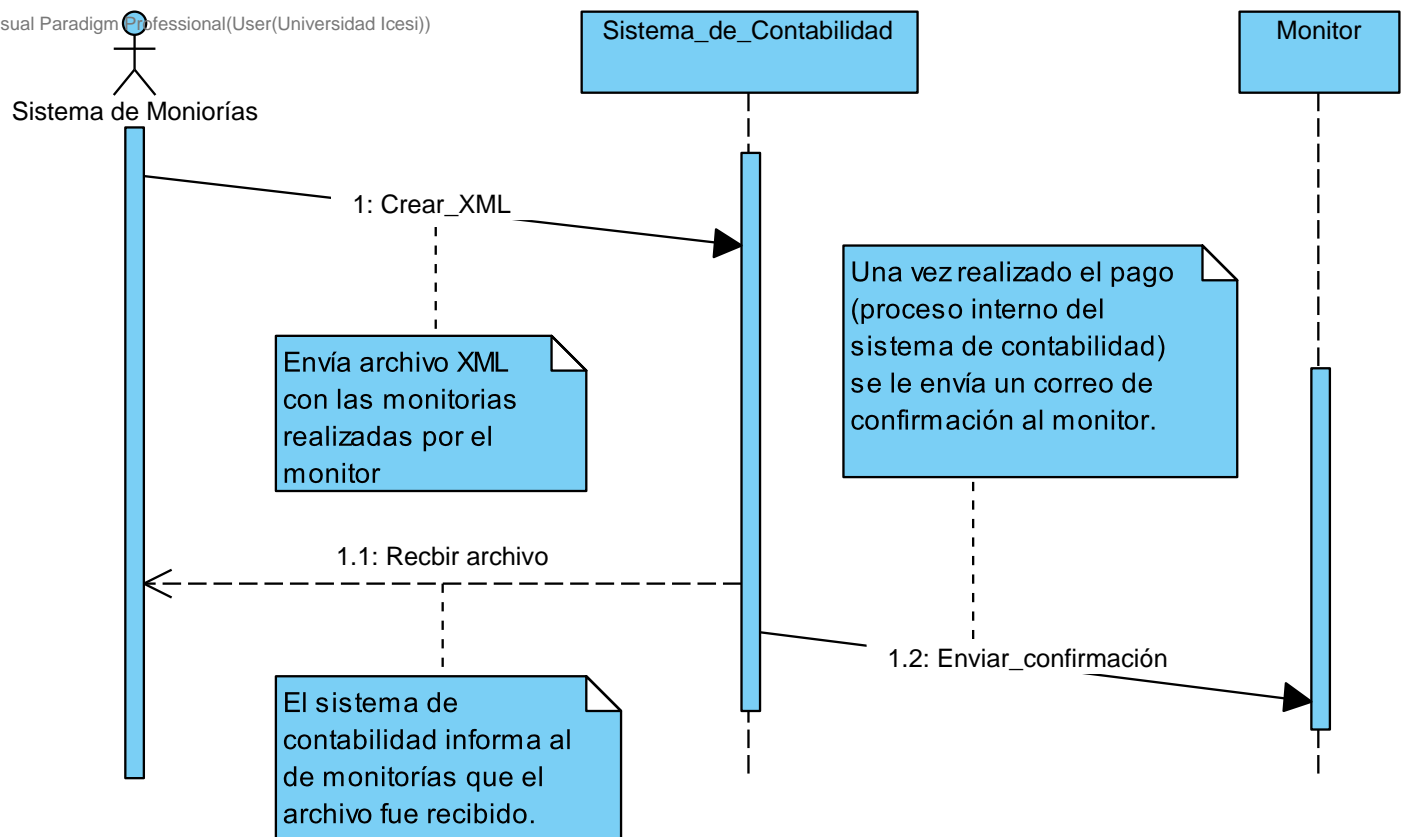 sual Paradigm Professional(User(Universidad Icesi))
Sistema de Moniorías
Sistema_de_Contabilidad
Monitor
1: Crear_XML
Envía archivo XML
con las monitorias
realizadas por el
monitor
Una vez realizado el pago
(proceso interno del
sistema de contabilidad)
se le envía un correo de
confirmación al monitor.
1.1: Recbir archivo
1.2: Enviar_confirmación
El sistema de
contabilidad informa al
de monitorías que el
archivo fue recibido.